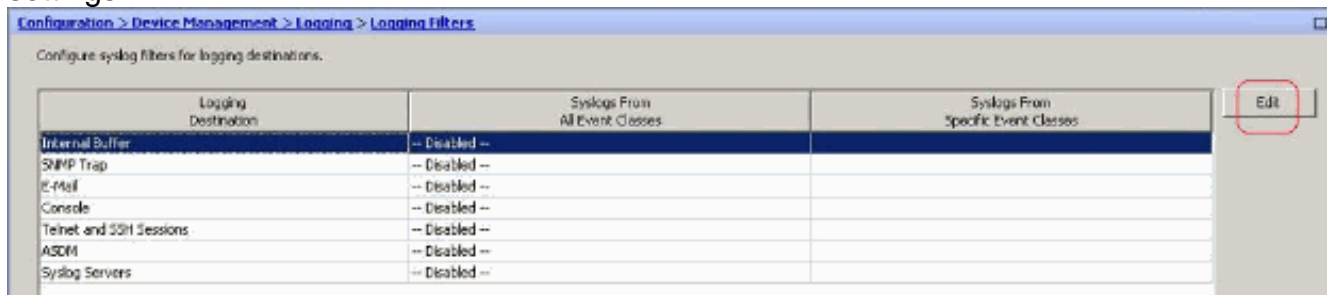 settings
Configuration > Device Management > Logging > Logging Filters
Configure syslog filters for logging destinations.
Logging Destination Syslogs From All Event Classes Syslogs From Specific Event Classes Edit
Internal Buffer -- Disabled --
SNMP Trap -- Disabled --
E-Mail -- Disabled --
Console -- Disabled --
Telnet and SSH Sessions -- Disabled --
ASDM -- Disabled --
Syslog Servers -- Disabled --